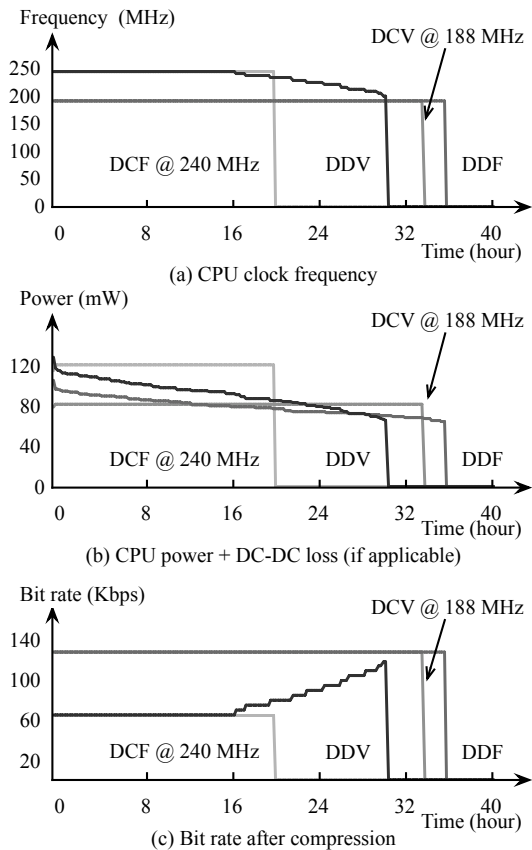 Frequency (MHz)
DCV @ 188 MHz
250
200
150
100
50
0
DCF @ 240 MHz
DDV
DDF
0 8 16 24 32 40
Time (hour)
(a) CPU clock frequency
Power (mW)
DCV @ 188 MHz
120
80
40
0
DCF @ 240 MHz
DDV
DDF
0 8 16 24 32 40
Time (hour)
(b) CPU power + DC-DC loss (if applicable)
Bit rate (Kbps)
DCV @ 188 MHz
140
100
60
20
DCF @ 240 MHz
DDV
DDF
0 8 16 24 32 40
Time (hour)
(c) Bit rate after compression